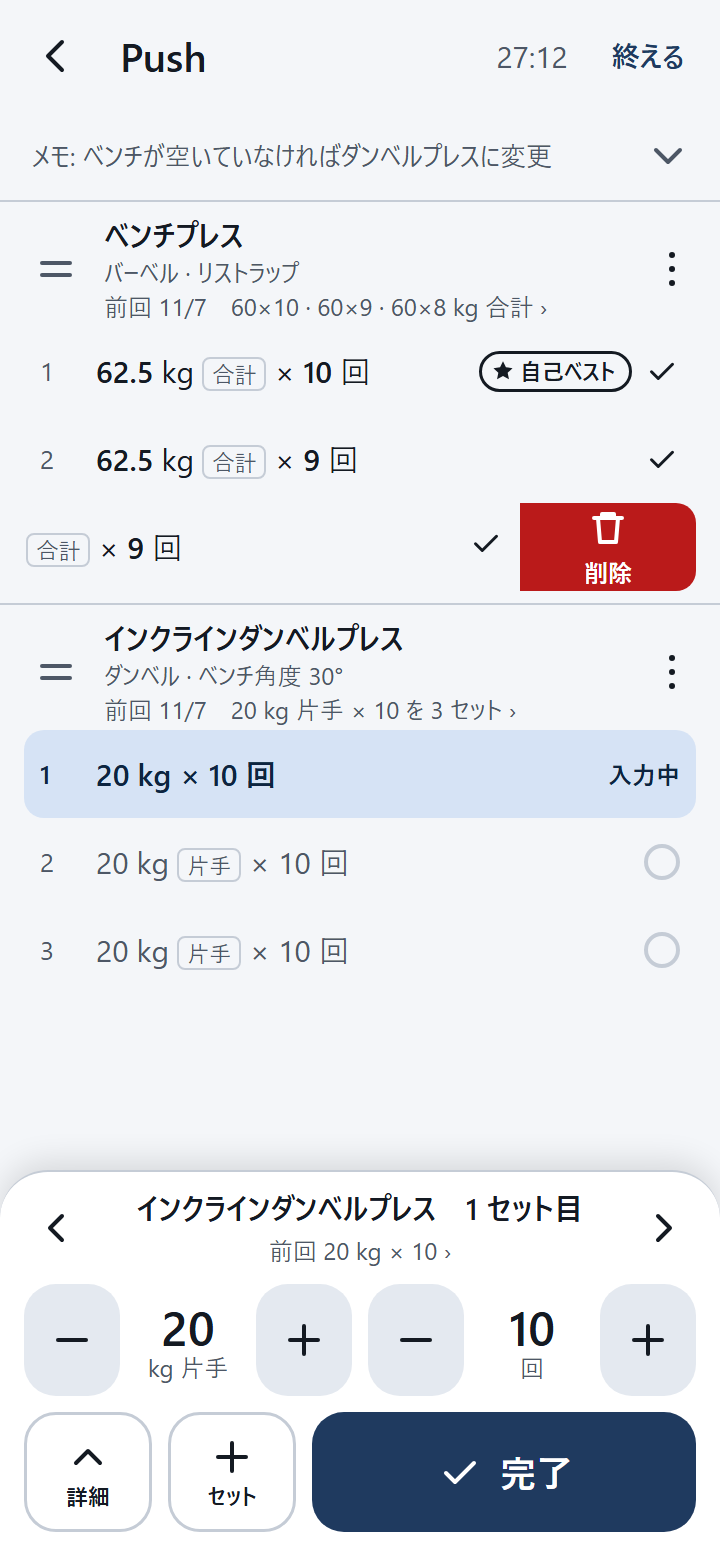 Push 27:12 終える
メモ: ベンチが空いていなければダンベルプレスに変更
ベンチプレス
バーベル · リストラップ
前回 11/7 60×10 · 60×9 · 60×8 kg 合計 ›
1 62.5 kg 合計 × 10 回 ★ 自己ベスト
2 62.5 kg 合計 × 9 回
合計 × 9 回 削除
インクラインダンベルプレス
ダンベル · ベンチ角度 30°
前回 11/7 20 kg 片手 × 10 を 3 セット ›
1 20 kg × 10 回 入力中
2 20 kg 片手 × 10 回
3 20 kg 片手 × 10 回
インクラインダンベルプレス 1 セット目
前回 20 kg × 10 ›
20 10
kg 片手 回
詳細 セット 完了